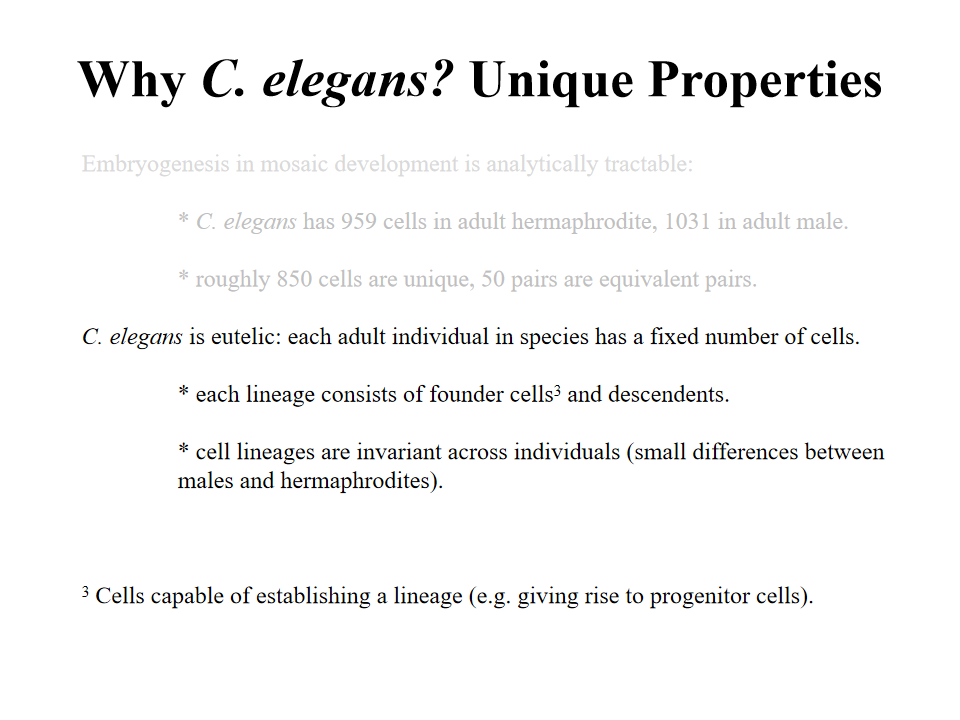 Why C. elegans? Unique Properties
Embryogenesis in mosaic development is analytically tractable:
* C. elegans has 959 cells in adult hermaphrodite, 1031 in adult male.
* roughly 850 cells are unique, 50 pairs are equivalent pairs.
C. elegans is eutelic: each adult individual in species has a fixed number of cells.
* each lineage consists of founder cells³ and descendents.
* cell lineages are invariant across individuals (small differences between
males and hermaphrodites).
³ Cells capable of establishing a lineage (e.g. giving rise to progenitor cells).